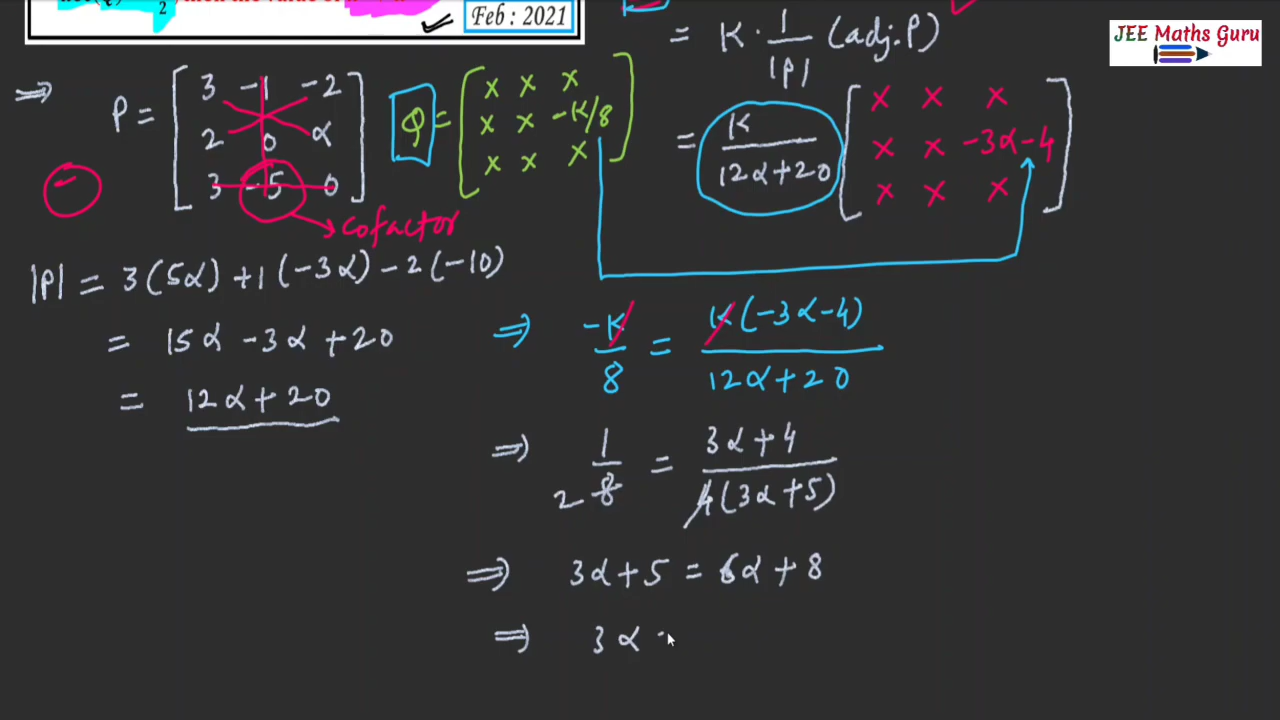 Feb : 2021
JEE Maths Guru
= K · 1/|P| (adj. P)
⇒ P = [3 -1 -2
2 0 α
3 -5 0]
Q = [x x x
x x -K/8
x x x]
= K/(12α+20) [x x x
x x -3α-4
x x x]
-
→ cofactor
|P| = 3(5α) +1(-3α) -2(-10)
= 15α -3α +20
= 12α + 20
⇒ -K/8 = K(-3α-4)/(12α+20)
⇒ 1/8 = (3α+4)/(4(3α+5))
2
⇒ 3α+5 = 6α+8
⇒ 3α